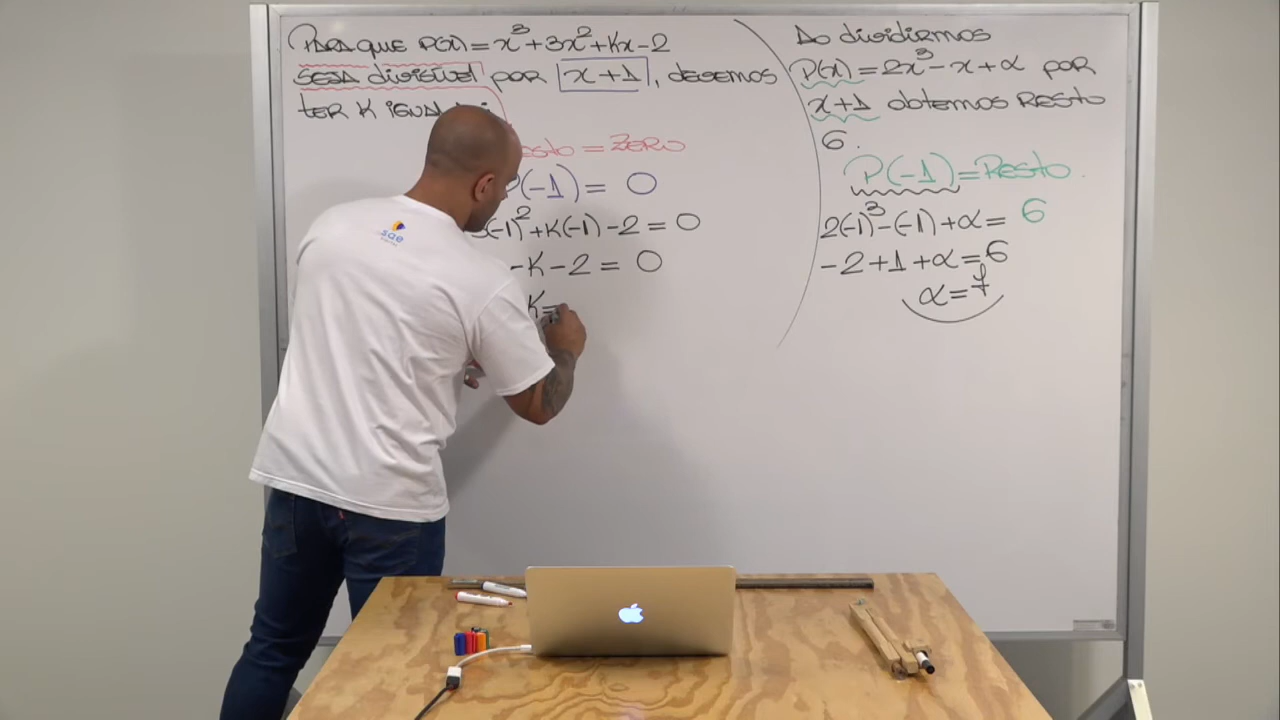 Para que P(x) = x³ + 3x² + Kx - 2
seja divisível por x + 1, devemos
ter K igual
= Zero
(-1) = 0
(-1)² + K(-1) - 2 = 0
- K - 2 = 0
K =
Ao dividirmos
P(x) = 2x³ - x + α por
x + 1 obtemos resto
6.
P(-1) = Resto.
2(-1)³ - (-1) + α = 6
-2 + 1 + α = 6
α = 7
sae